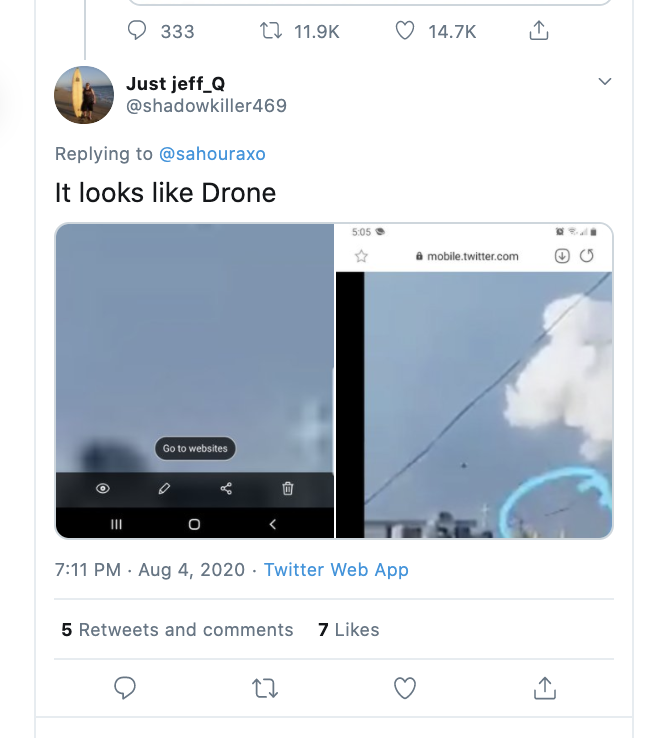 333 11.9K 14.7K
Just jeff_Q
@shadowkiller469
Replying to @sahouraxo
It looks like Drone
5:05
mobile.twitter.com
Go to websites
7:11 PM · Aug 4, 2020 · Twitter Web App
5 Retweets and comments 7 Likes